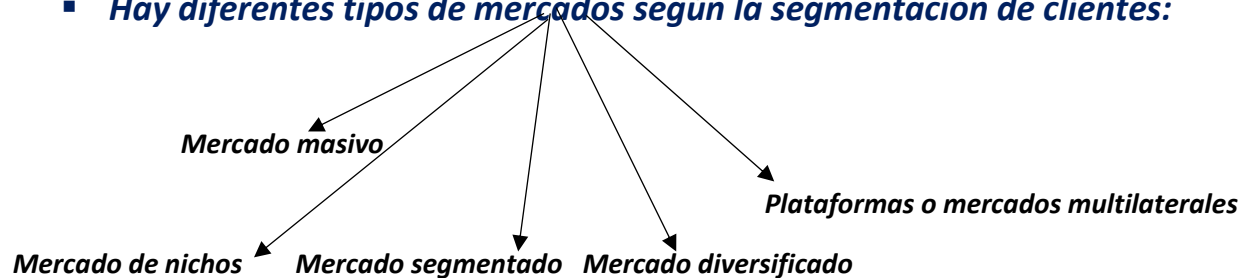 ▪ Hay diferentes tipos de mercados según la segmentación de clientes:
Mercado masivo
Plataformas o mercados multilaterales
Mercado de nichos
Mercado segmentado
Mercado diversificado